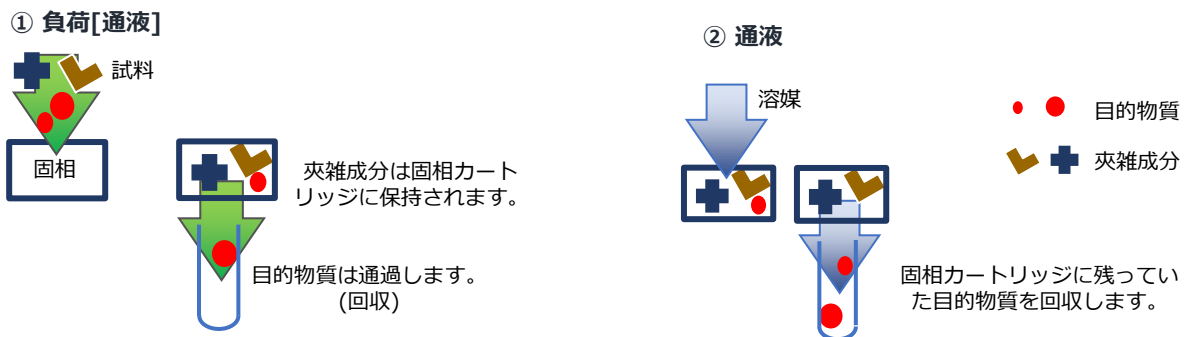 ① 負荷[通液]
試料
固相
夾雑成分は固相カート
リッジに保持されます。
目的物質は通過します。
(回収)
② 通液
溶媒
目的物質
夾雑成分
固相カートリッジに残ってい
た目的物質を回収します。